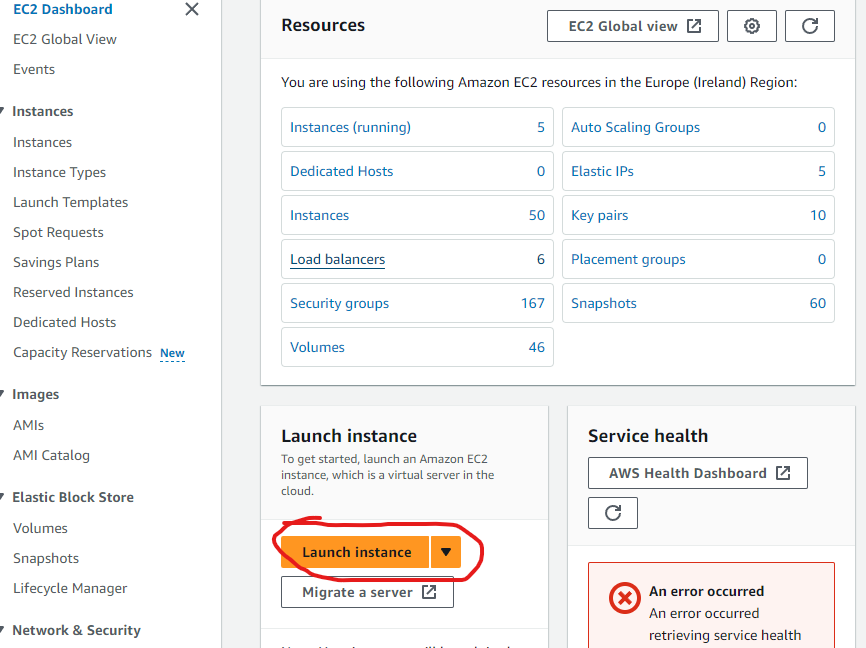 EC2 Dashboard
EC2 Global View
Events
Instances
Instances
Instance Types
Launch Templates
Spot Requests
Savings Plans
Reserved Instances
Dedicated Hosts
Capacity Reservations New
Images
AMIs
AMI Catalog
Elastic Block Store
Volumes
Snapshots
Lifecycle Manager
Network & Security
Resources
EC2 Global view
You are using the following Amazon EC2 resources in the Europe (Ireland) Region:
Instances (running) 5
Auto Scaling Groups 0
Dedicated Hosts 0
Elastic IPs 5
Instances 50
Key pairs 10
Load balancers 6
Placement groups 0
Security groups 167
Snapshots 60
Volumes 46
Launch instance
To get started, launch an Amazon EC2
instance, which is a virtual server in the
cloud.
Launch instance
Migrate a server
Service health
AWS Health Dashboard
An error occurred
An error occurred
retrieving service health